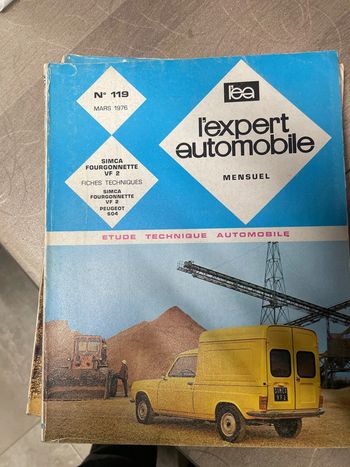 N° 119
MARS 1976
l'ea
l'expert
automobile
MENSUEL
SIMCA
FOURGONNETTE
VF 2
FICHES TECHNIQUES
SIMCA
FOURGONNETTE
VF 2
PEUGEOT
604
ETUDE TECHNIQUE AUTOMOBILE